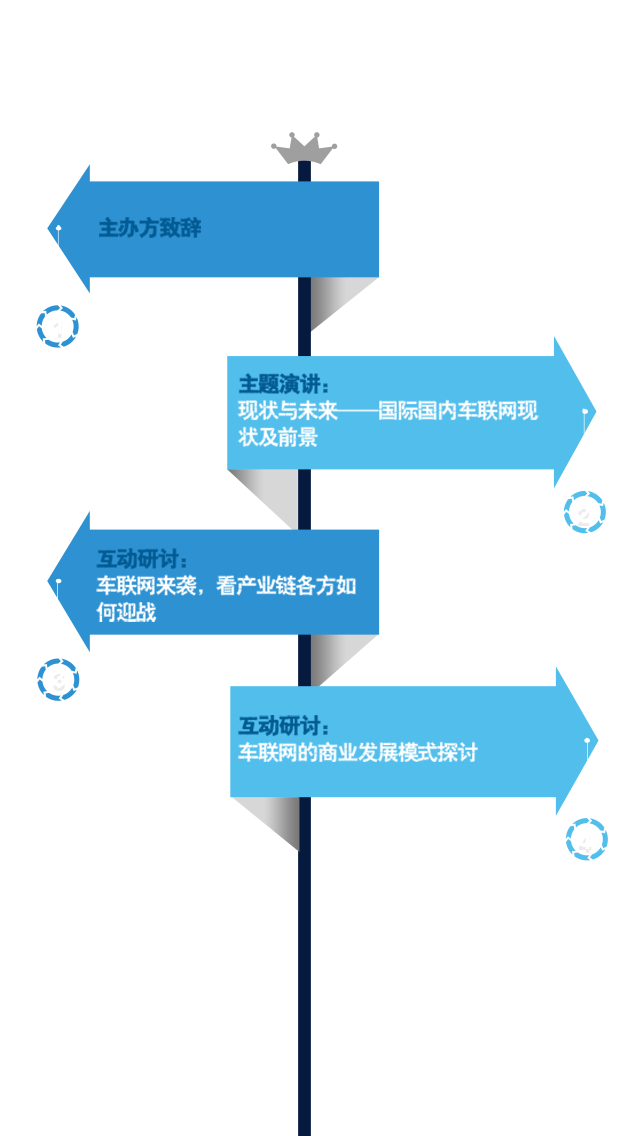 主办方致辞
主题演讲：
现状与未来——国际国内车联网现
状及前景
互动研讨：
车联网来袭，看产业链各方如
何迎战
互动研讨：
车联网的商业发展模式探讨